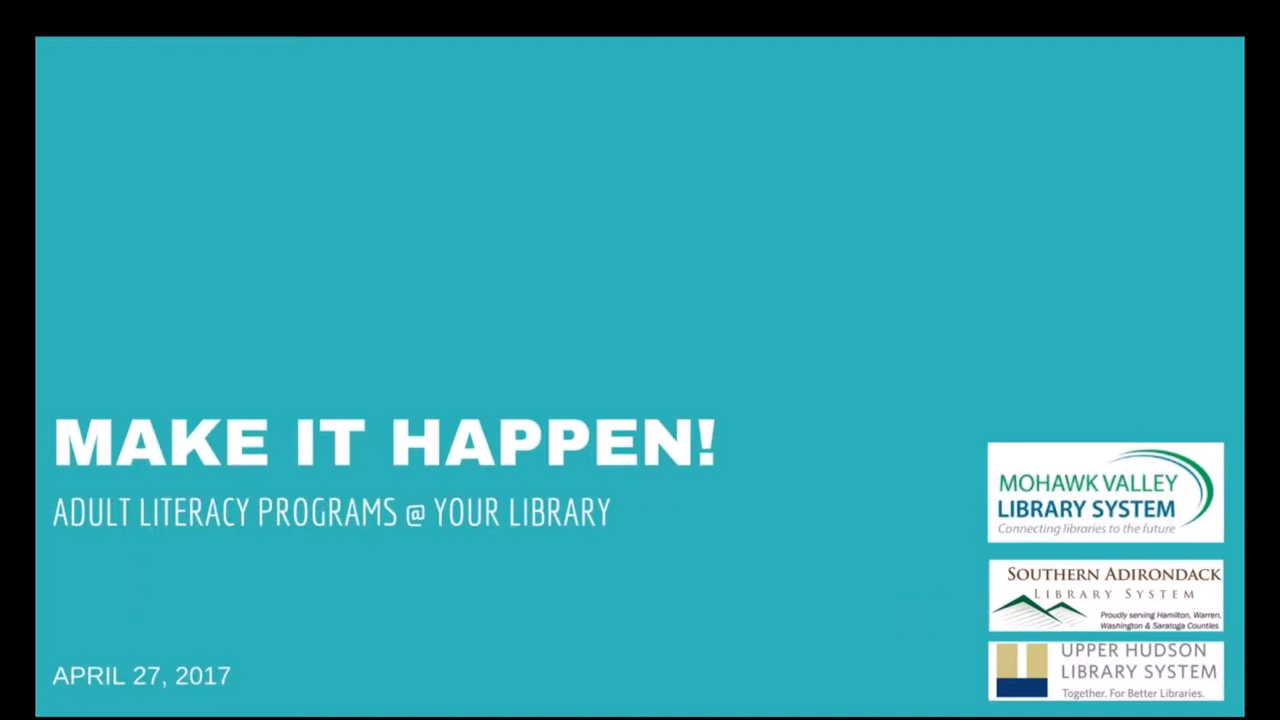 MAKE IT HAPPEN!
ADULT LITERACY PROGRAMS @ YOUR LIBRARY
APRIL 27, 2017
MOHAWK VALLEY
LIBRARY SYSTEM
Connecting libraries to the future
SOUTHERN ADIRONDACK
LIBRARY SYSTEM
Proudly serving Hamilton, Warren,
Washington & Saratoga Counties
UPPER HUDSON
LIBRARY SYSTEM
Together. For Better Libraries.